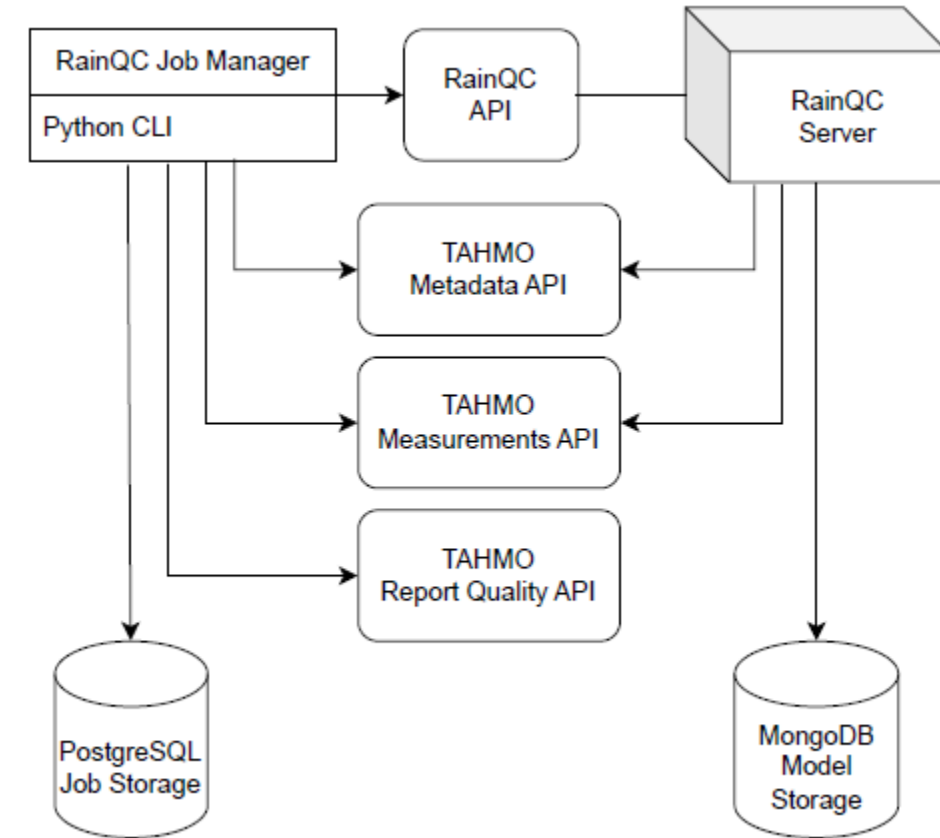 RainQC Job Manager
Python CLI
RainQC
API
RainQC
Server
TAHMO
Metadata API
TAHMO
Measurements API
TAHMO
Report Quality API
PostgreSQL
Job Storage
MongoDB
Model
Storage